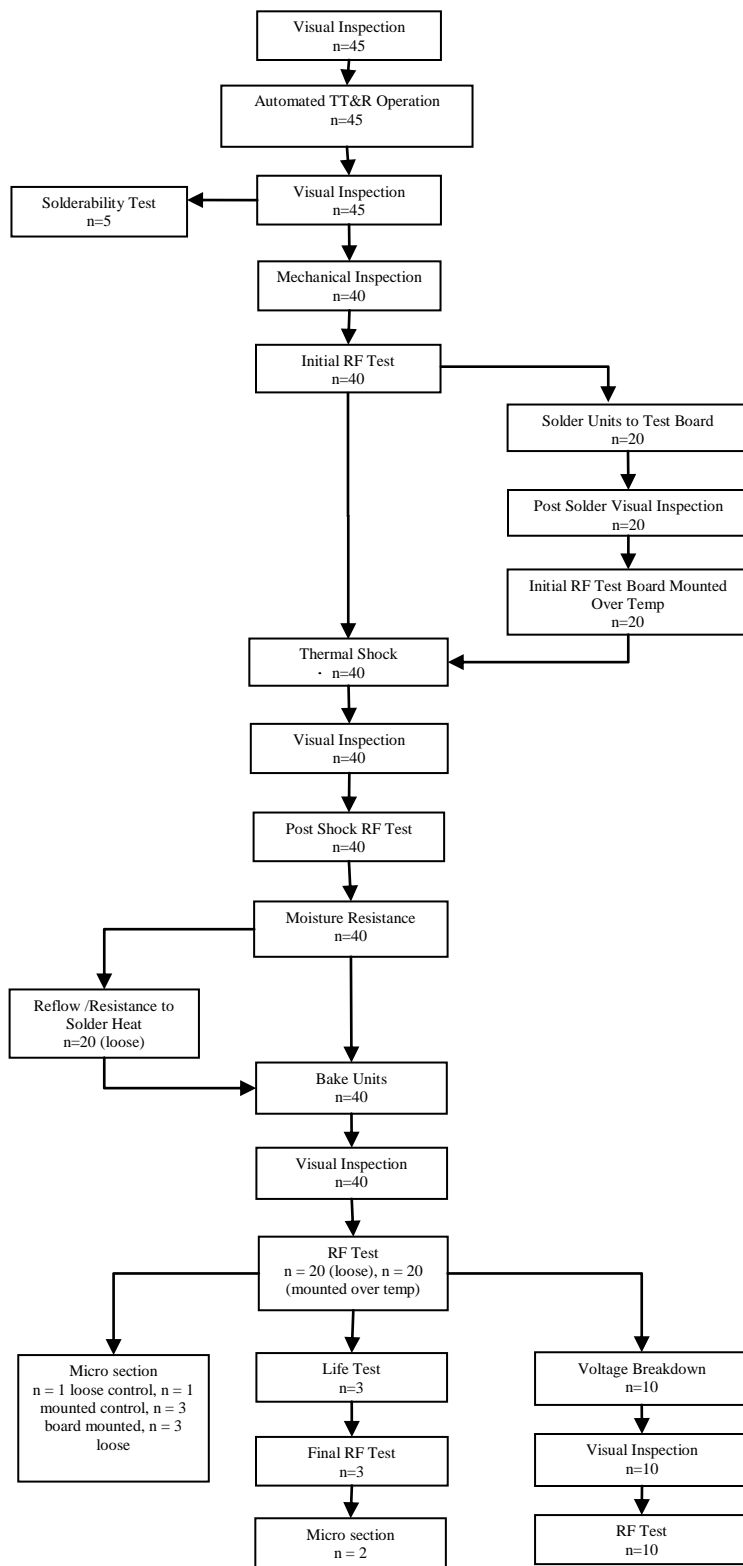 Visual Inspection
n=45
Automated TT&R Operation
n=45
Visual Inspection
n=45
Solderability Test
n=5
Mechanical Inspection
n=40
Initial RF Test
n=40
Solder Units to Test Board
n=20
Post Solder Visual Inspection
n=20
Initial RF Test Board Mounted
Over Temp
n=20
Thermal Shock
· n=40
Visual Inspection
n=40
Post Shock RF Test
n=40
Moisture Resistance
n=40
Reflow /Resistance to
Solder Heat
n=20 (loose)
Bake Units
n=40
Visual Inspection
n=40
RF Test
n = 20 (loose), n = 20
(mounted over temp)
Micro section
n = 1 loose control, n = 1
mounted control, n = 3
board mounted, n = 3
loose
Life Test
n=3
Final RF Test
n=3
Micro section
n = 2
Voltage Breakdown
n=10
Visual Inspection
n=10
RF Test
n=10